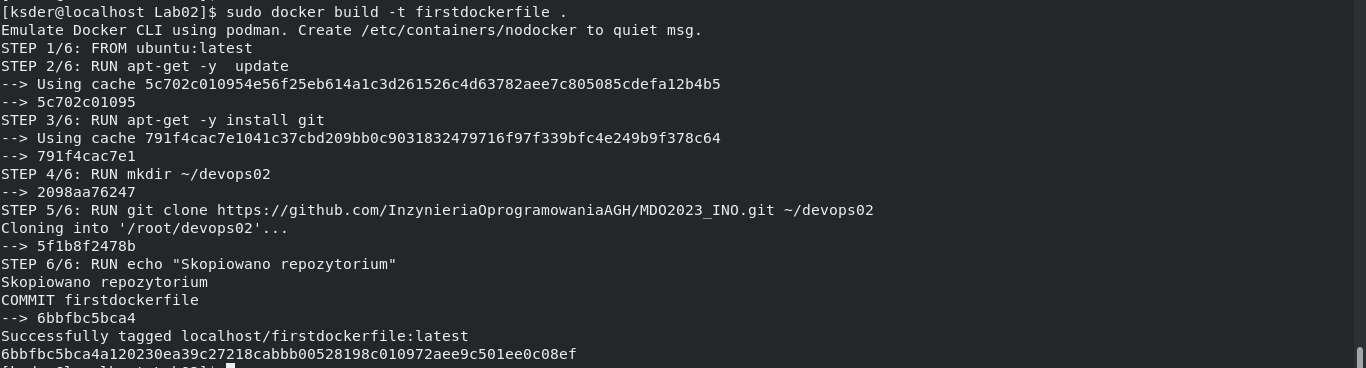 [ksder@localhost Lab02]$ sudo docker build -t firstdockerfile .
Emulate Docker CLI using podman. Create /etc/containers/nodocker to quiet msg.
STEP 1/6: FROM ubuntu:latest
STEP 2/6: RUN apt-get -y  update
--> Using cache 5c702c010954e56f25eb614a1c3d261526c4d63782aee7c805085cdefa12b4b5
--> 5c702c01095
STEP 3/6: RUN apt-get -y install git
--> Using cache 791f4cac7e1041c37cbd209bb0c9031832479716f97f339bfc4e249b9f378c64
--> 791f4cac7e1
STEP 4/6: RUN mkdir ~/devops02
--> 2098aa76247
STEP 5/6: RUN git clone https://github.com/InzynieriaOprogramowaniaAGH/MDO2023_INO.git ~/devops02
Cloning into '/root/devops02'...
--> 5f1b8f2478b
STEP 6/6: RUN echo "Skopiowano repozytorium"
Skopiowano repozytorium
COMMIT firstdockerfile
--> 6bbfbc5bca4
Successfully tagged localhost/firstdockerfile:latest
6bbfbc5bca4a120230ea39c27218cabbb00528198c010972aee9c501ee0c08ef